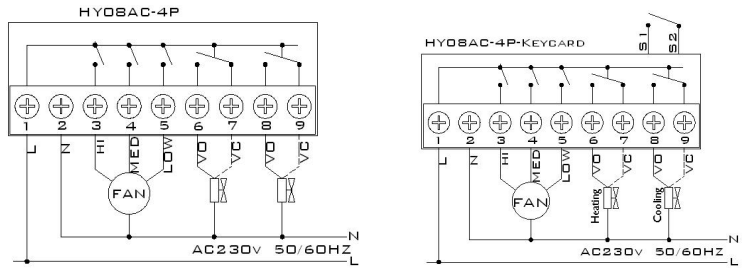 HY08AC-4P
1 2 3 4 5 6 7 8 9
L N HI MED LOW VO VC VO VC
FAN
N
AC230V 50/60HZ
L
S1 S2
HY08AC-4P-KEYCARD
1 2 3 4 5 6 7 8 9
L N HI MED LOW VO VC VO VC
Heating Cooling
FAN
N
AC230V 50/60HZ
L